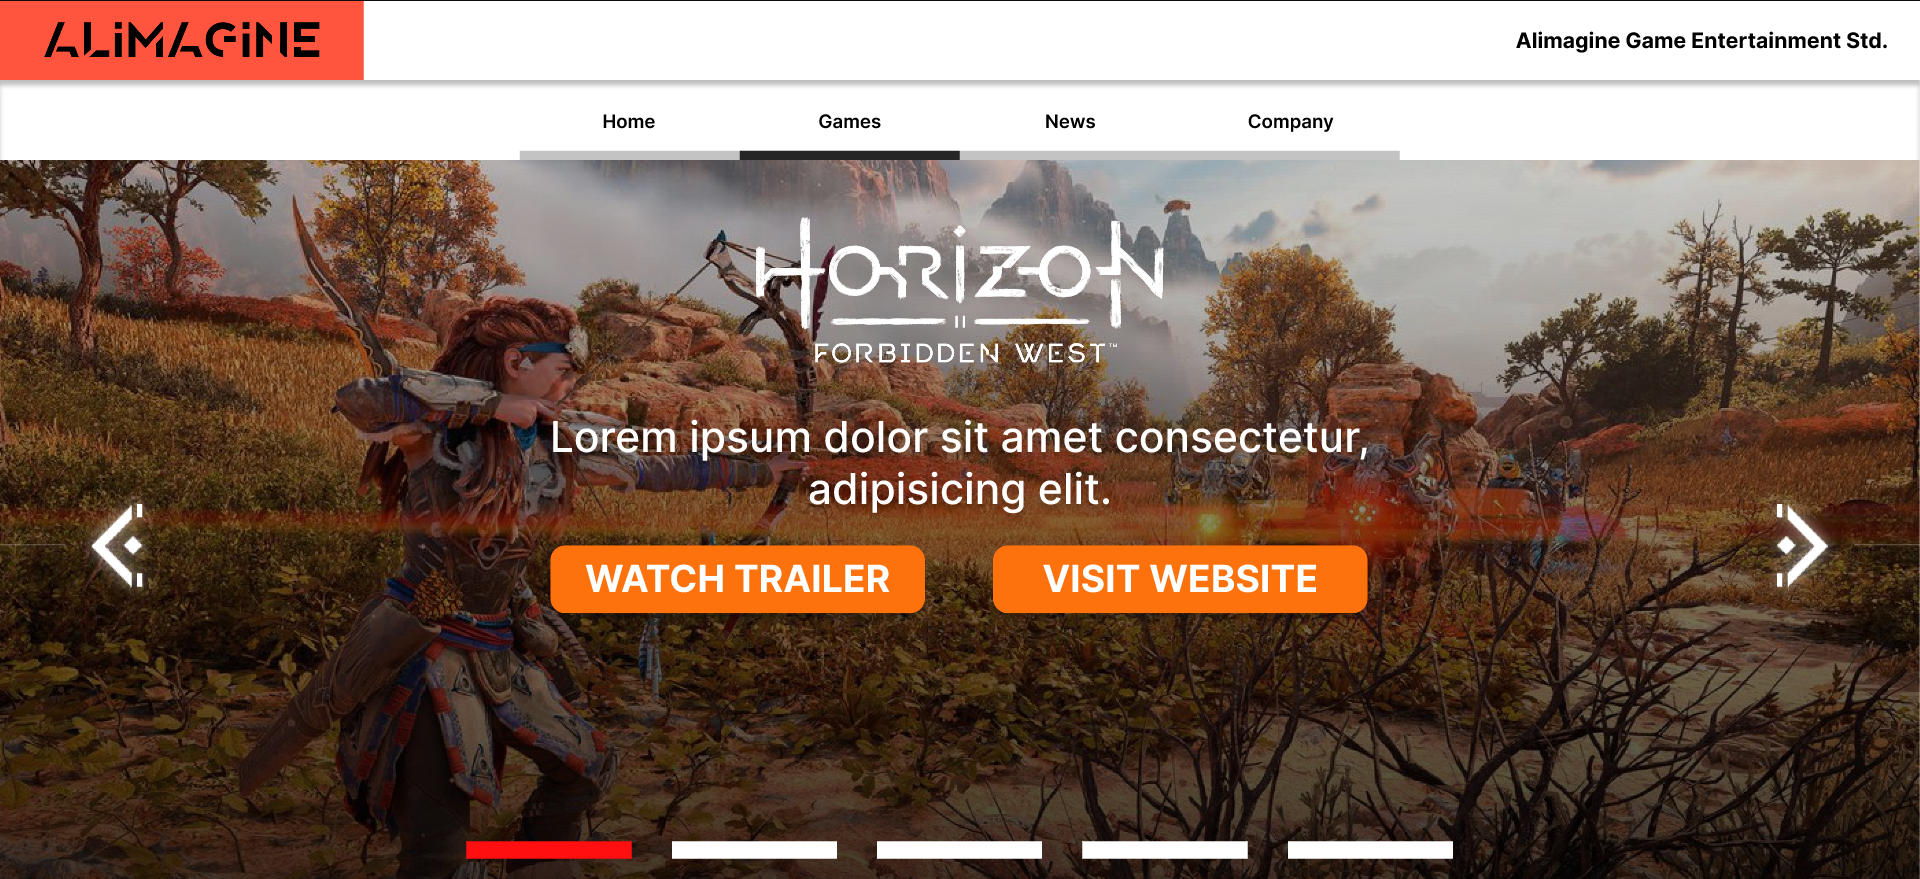 ALiMAGiNE
Alimagine Game Entertainment Std.
Home Games News Company
HORIZON
II
FORBIDDEN WEST™
Lorem ipsum dolor sit amet consectetur,
adipisicing elit.
WATCH TRAILER VISIT WEBSITE